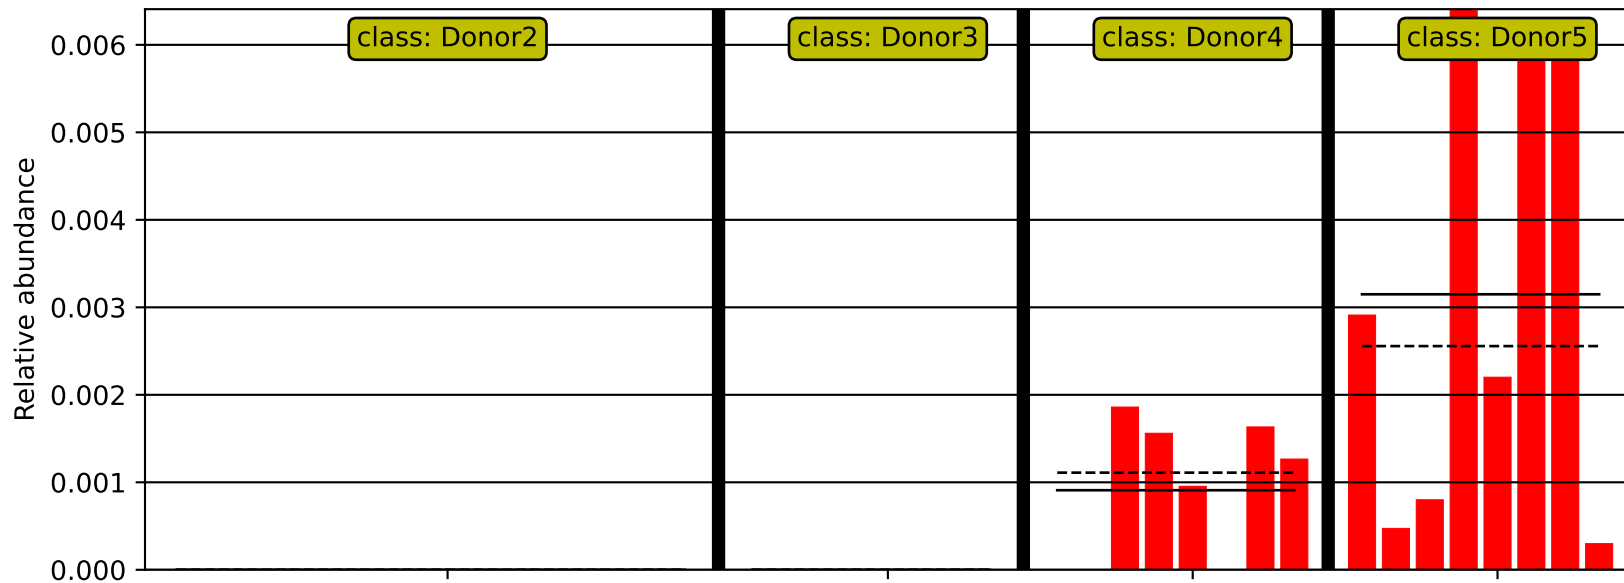 class: Donor2
class: Donor3
class: Donor4
class: Donor5
Relative abundance
0.006
0.005
0.004
0.003
0.002
0.001
0.000